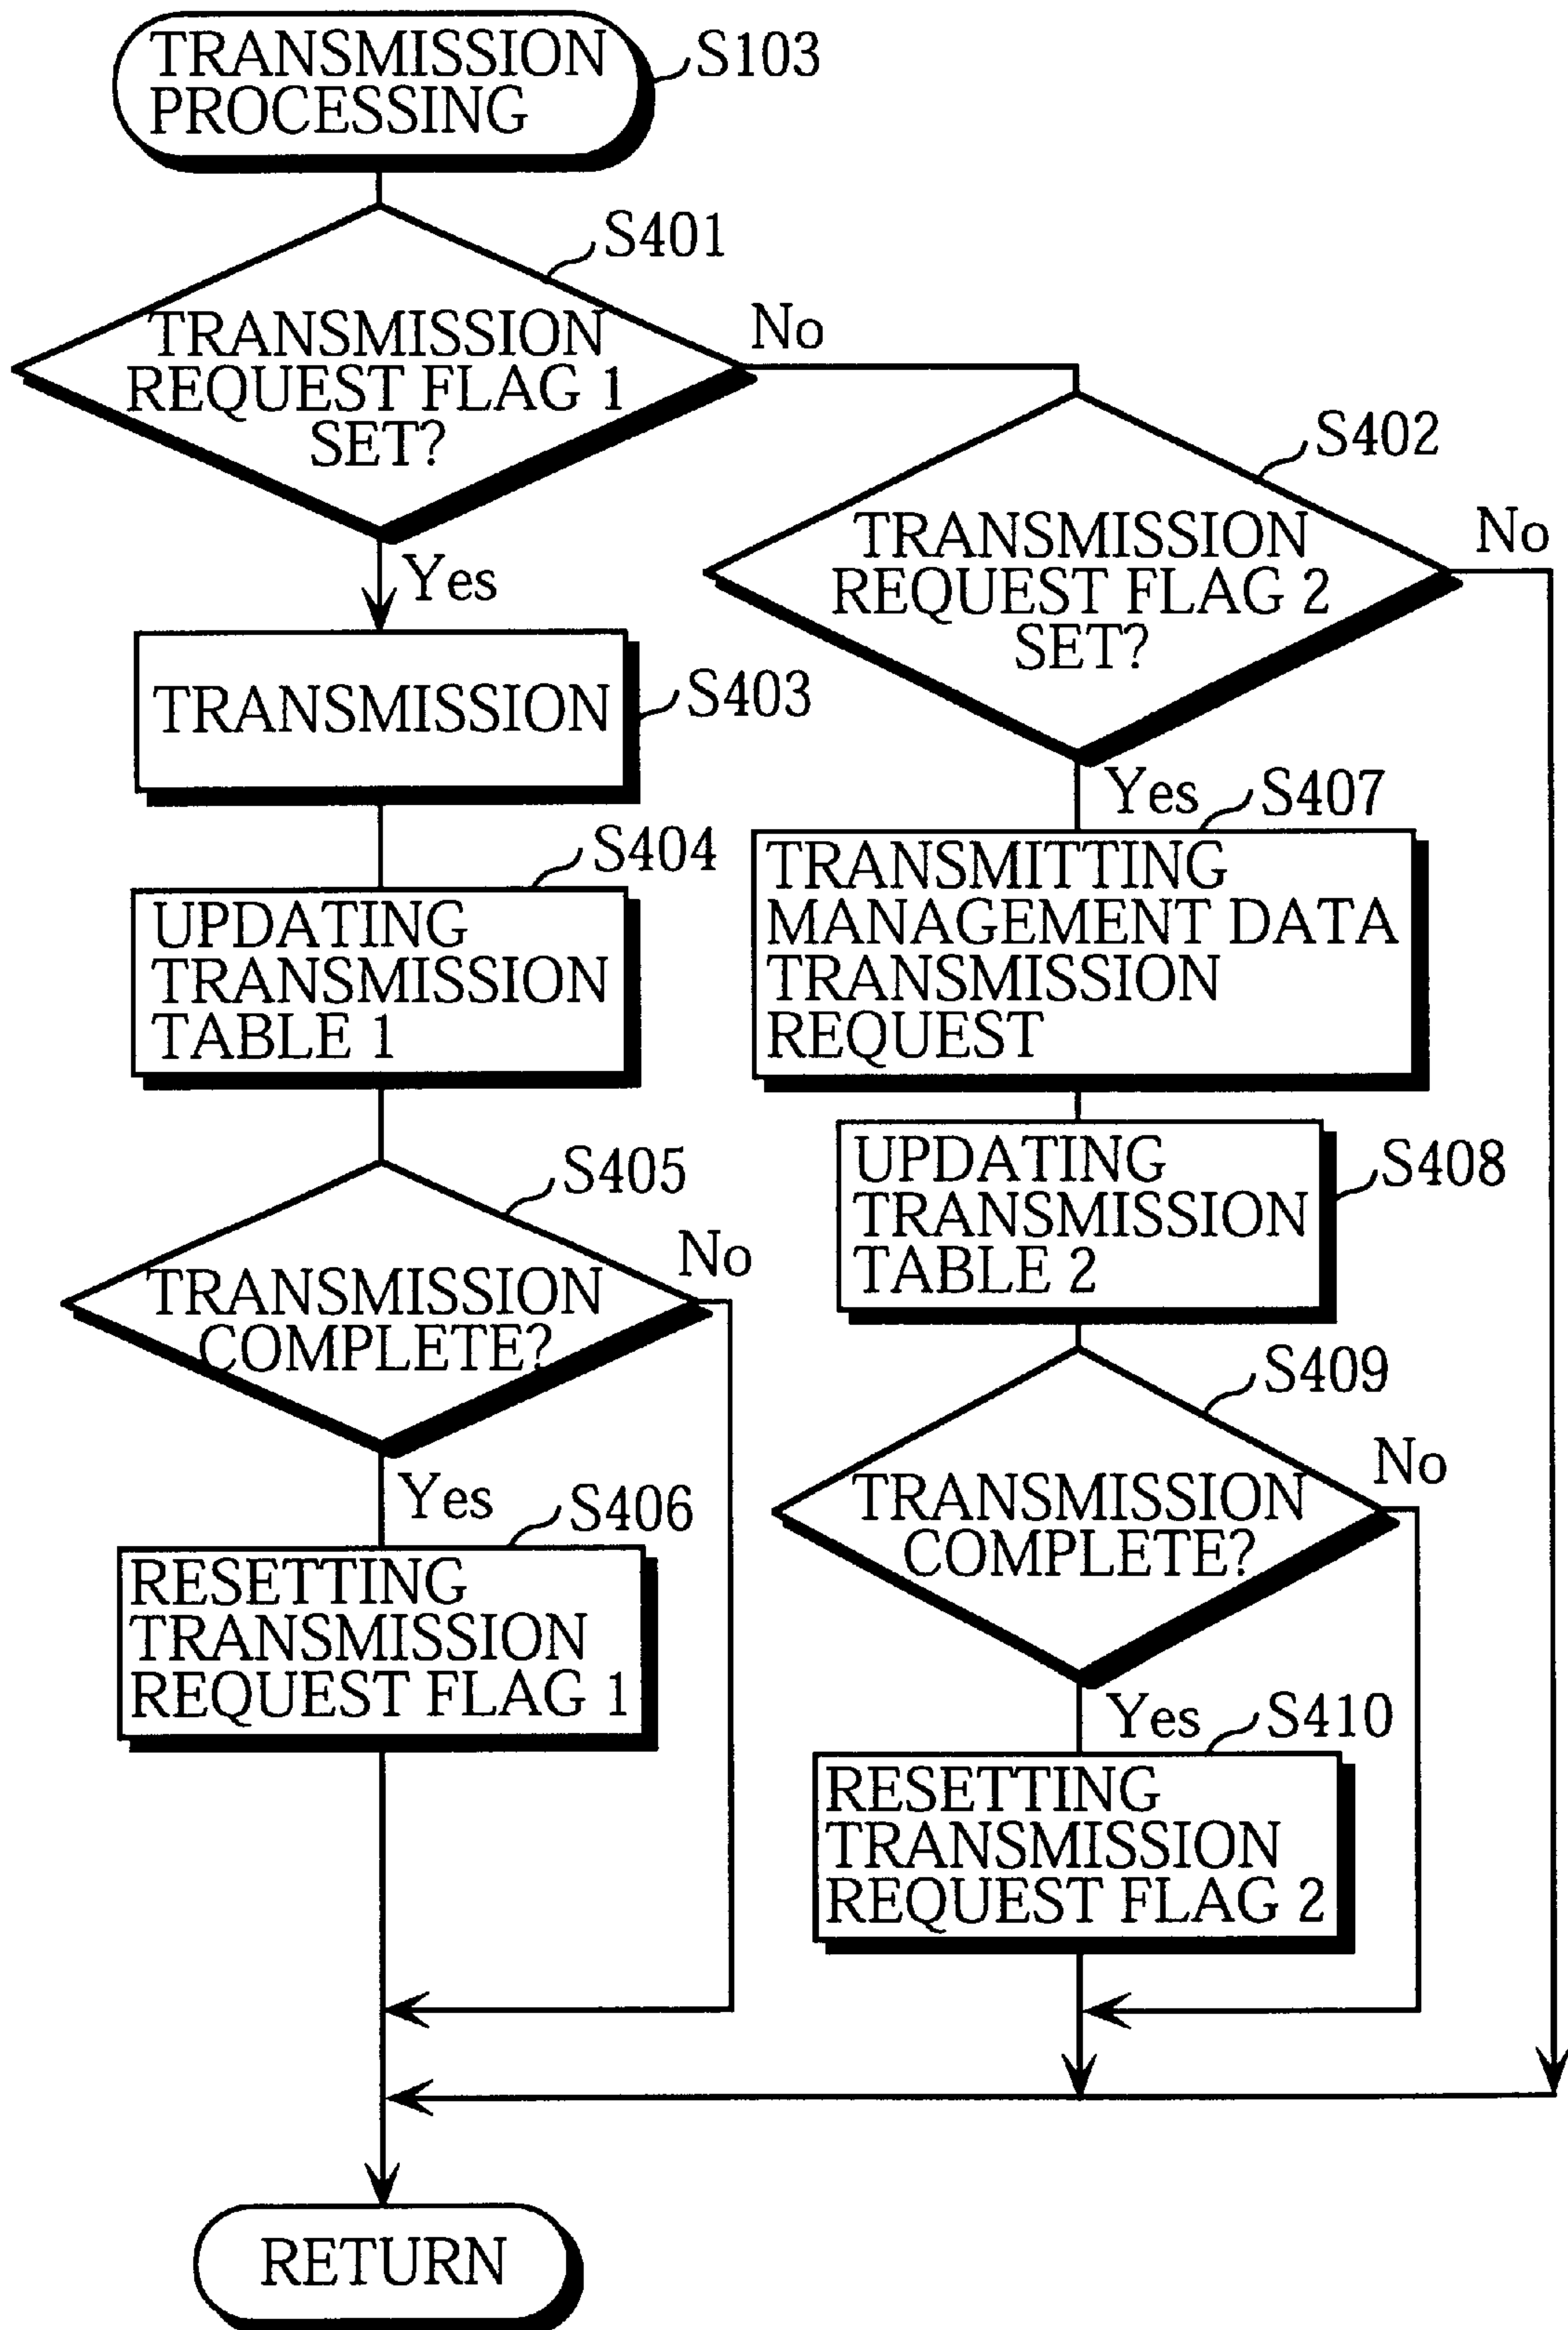 TRANSMISSION
PROCESSING
S103
S401
TRANSMISSION
REQUEST FLAG 1
SET?
No
Yes
S402
TRANSMISSION
REQUEST FLAG 2
SET?
No
Yes
TRANSMISSION
S403
S404
UPDATING
TRANSMISSION
TABLE 1
S405
TRANSMISSION
COMPLETE?
No
Yes
S406
RESETTING
TRANSMISSION
REQUEST FLAG 1
S407
TRANSMITTING
MANAGEMENT DATA
TRANSMISSION
REQUEST
UPDATING
TRANSMISSION
TABLE 2
S408
S409
TRANSMISSION
COMPLETE?
No
Yes
S410
RESETTING
TRANSMISSION
REQUEST FLAG 2
RETURN